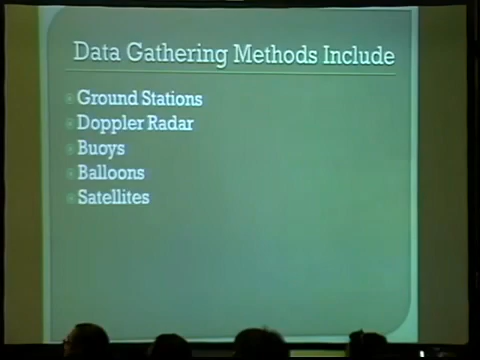 Data Gathering Methods Include
Ground Stations
Doppler Radar
Buoys
Balloons
Satellites